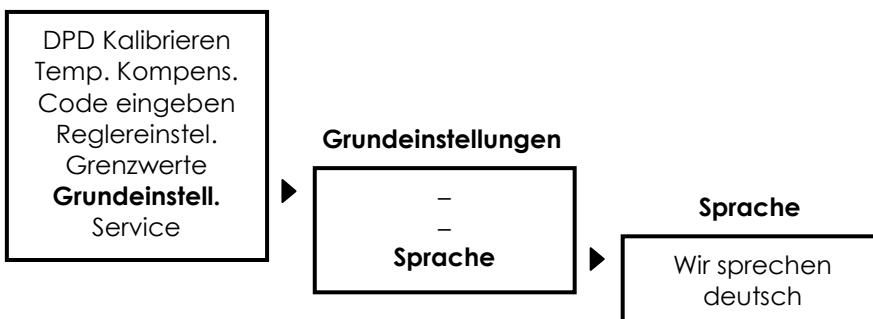 DPD Kalibrieren
Temp. Kompens.
Code eingeben
Reglereinstel.
Grenzwerte
Grundeinstell.
Service
Grundeinstellungen
–
–
Sprache
Sprache
Wir sprechen
deutsch